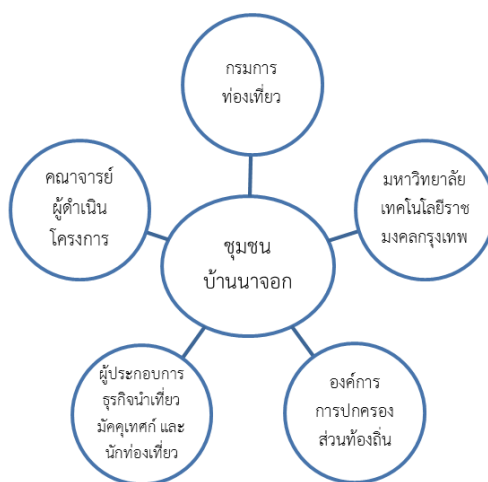 กรมการ
ท่องเที่ยว
คณาจารย์
ผู้ดำเนิน
โครงการ
มหาวิทยาลัย
เทคโนโลยีราช
มงคลกรุงเทพ
ชุมชน
บ้านนาจอก
ผู้ประกอบการ
ธุรกิจนำเที่ยว
มัคคุเทศก์ และ
นักท่องเที่ยว
องค์การ
การปกครอง
ส่วนท้องถิ่น